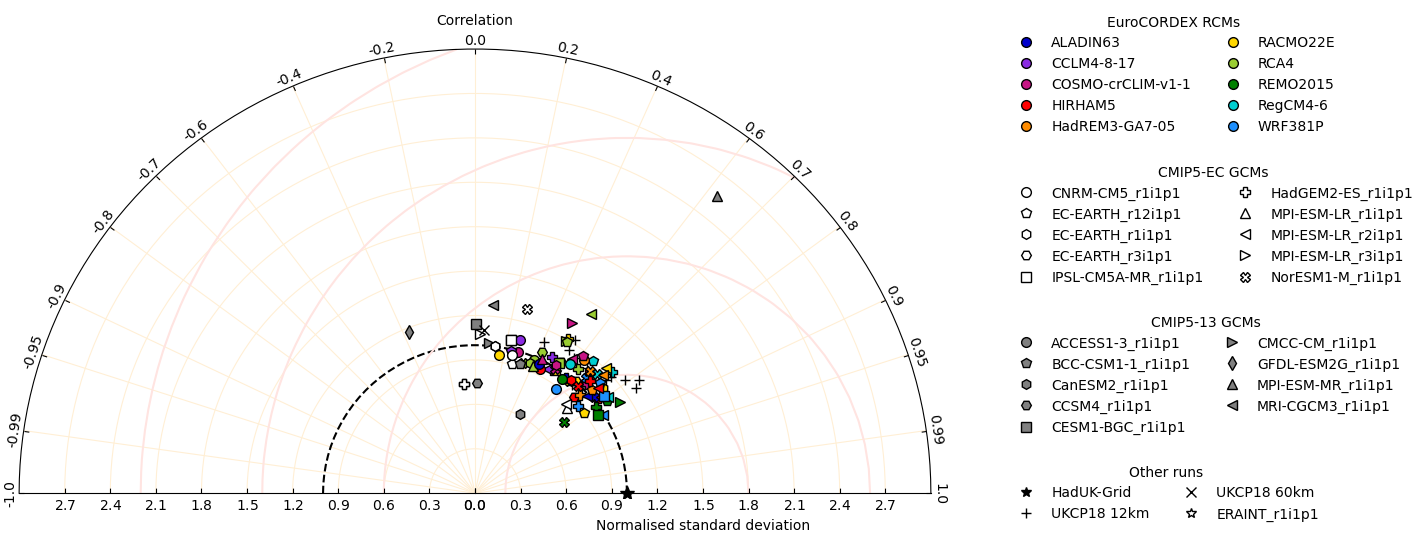 Correlation
-1.0
-0.99
-0.95
-0.9
-0.8
-0.7
-0.6
-0.4
-0.2
0.0
0.2
0.4
0.6
0.7
0.8
0.9
0.95
0.99
1.0
2.7 2.4 2.1 1.8 1.5 1.2 0.9 0.6 0.3 0.0 0.3 0.6 0.9 1.2 1.5 1.8 2.1 2.4 2.7
Normalised standard deviation
EuroCORDEX RCMs
ALADIN63 RACMO22E
CCLM4-8-17 RCA4
COSMO-crCLIM-v1-1 REMO2015
HIRHAM5 RegCM4-6
HadREM3-GA7-05 WRF381P
CMIP5-EC GCMs
CNRM-CM5_r1i1p1 HadGEM2-ES_r1i1p1
EC-EARTH_r12i1p1 MPI-ESM-LR_r1i1p1
EC-EARTH_r1i1p1 MPI-ESM-LR_r2i1p1
EC-EARTH_r3i1p1 MPI-ESM-LR_r3i1p1
IPSL-CM5A-MR_r1i1p1 NorESM1-M_r1i1p1
CMIP5-13 GCMs
ACCESS1-3_r1i1p1 CMCC-CM_r1i1p1
BCC-CSM1-1_r1i1p1 GFDL-ESM2G_r1i1p1
CanESM2_r1i1p1 MPI-ESM-MR_r1i1p1
CCSM4_r1i1p1 MRI-CGCM3_r1i1p1
CESM1-BGC_r1i1p1
Other runs
HadUK-Grid UKCP18 60km
UKCP18 12km ERAINT_r1i1p1